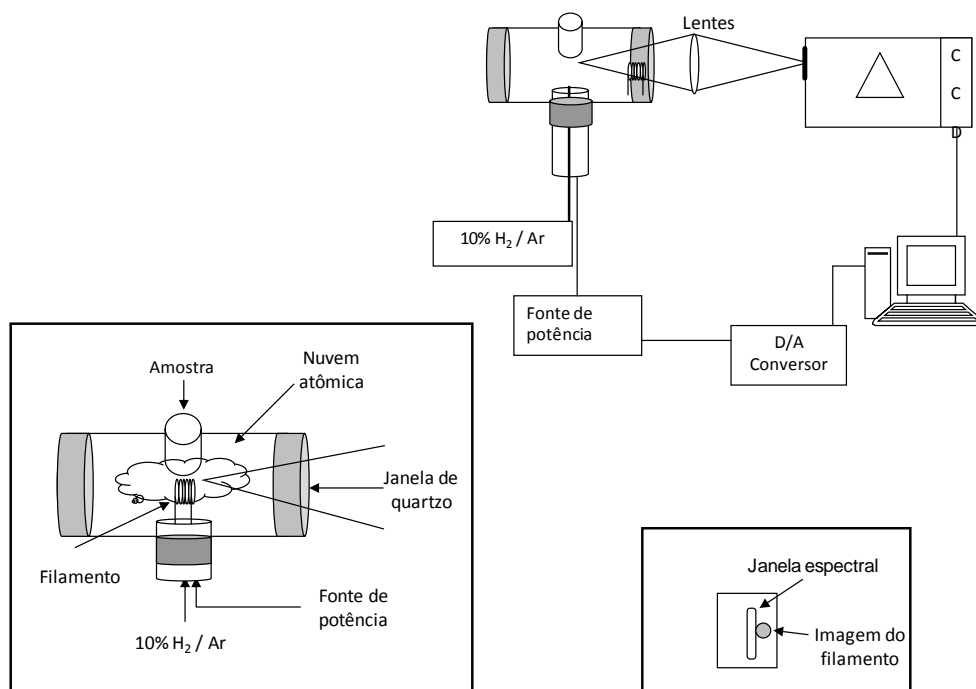 Lentes
C
C
D
10% H₂ / Ar
Fonte de
potência
D/A
Conversor
Amostra
Nuvem
atômica
Janela de
quartzo
Filamento
Fonte de
potência
10% H₂ / Ar
Janela espectral
Imagem do
filamento